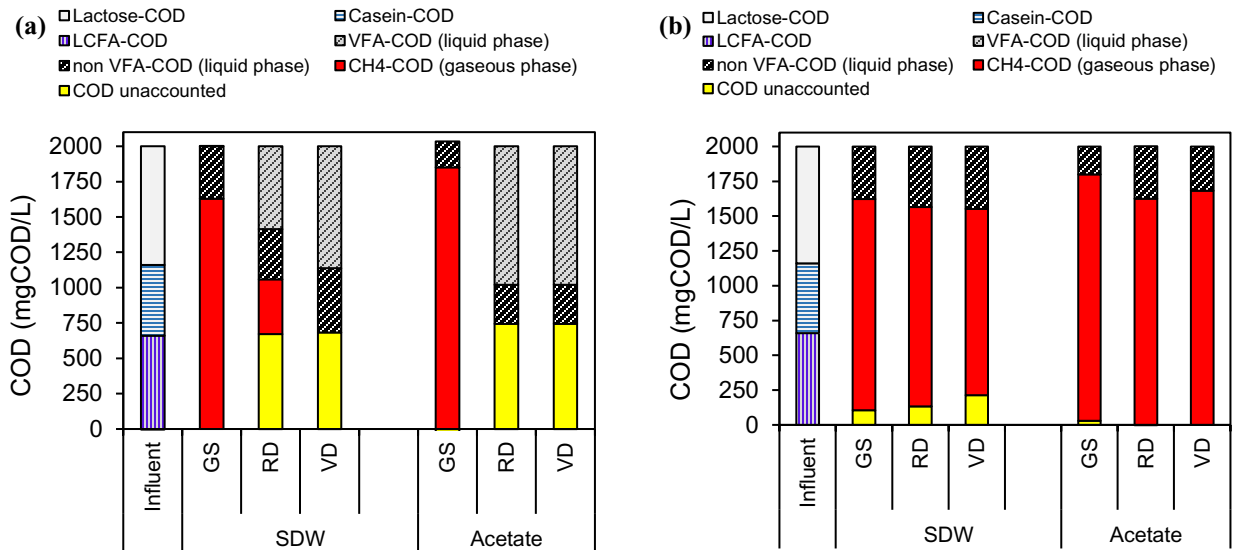 (a)
Lactose-COD
Casein-COD
LCFA-COD
VFA-COD (liquid phase)
non VFA-COD (liquid phase)
CH4-COD (gaseous phase)
COD unaccounted
COD (mgCOD/L)
2000
1750
1500
1250
1000
750
500
250
0
Influent
GS
RD
VD
GS
RD
VD
SDW
Acetate
(b)
Lactose-COD
Casein-COD
LCFA-COD
VFA-COD (liquid phase)
non VFA-COD (liquid phase)
CH4-COD (gaseous phase)
COD unaccounted
COD (mgCOD/L)
2000
1750
1500
1250
1000
750
500
250
0
Influent
GS
RD
VD
GS
RD
VD
SDW
Acetate